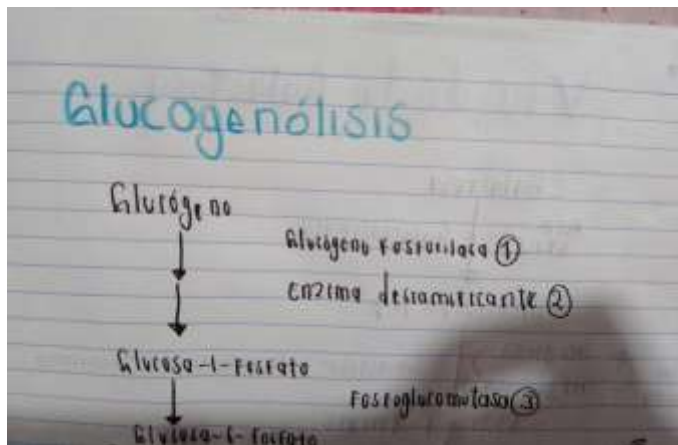 Glucogenólisis
Glucógeno
Glucógeno Fosforilasa ①
enzima desramificante ②
Glucosa-1-Fosfato
Fosfoglucomutasa ③
Glucosa-6-Fosfato